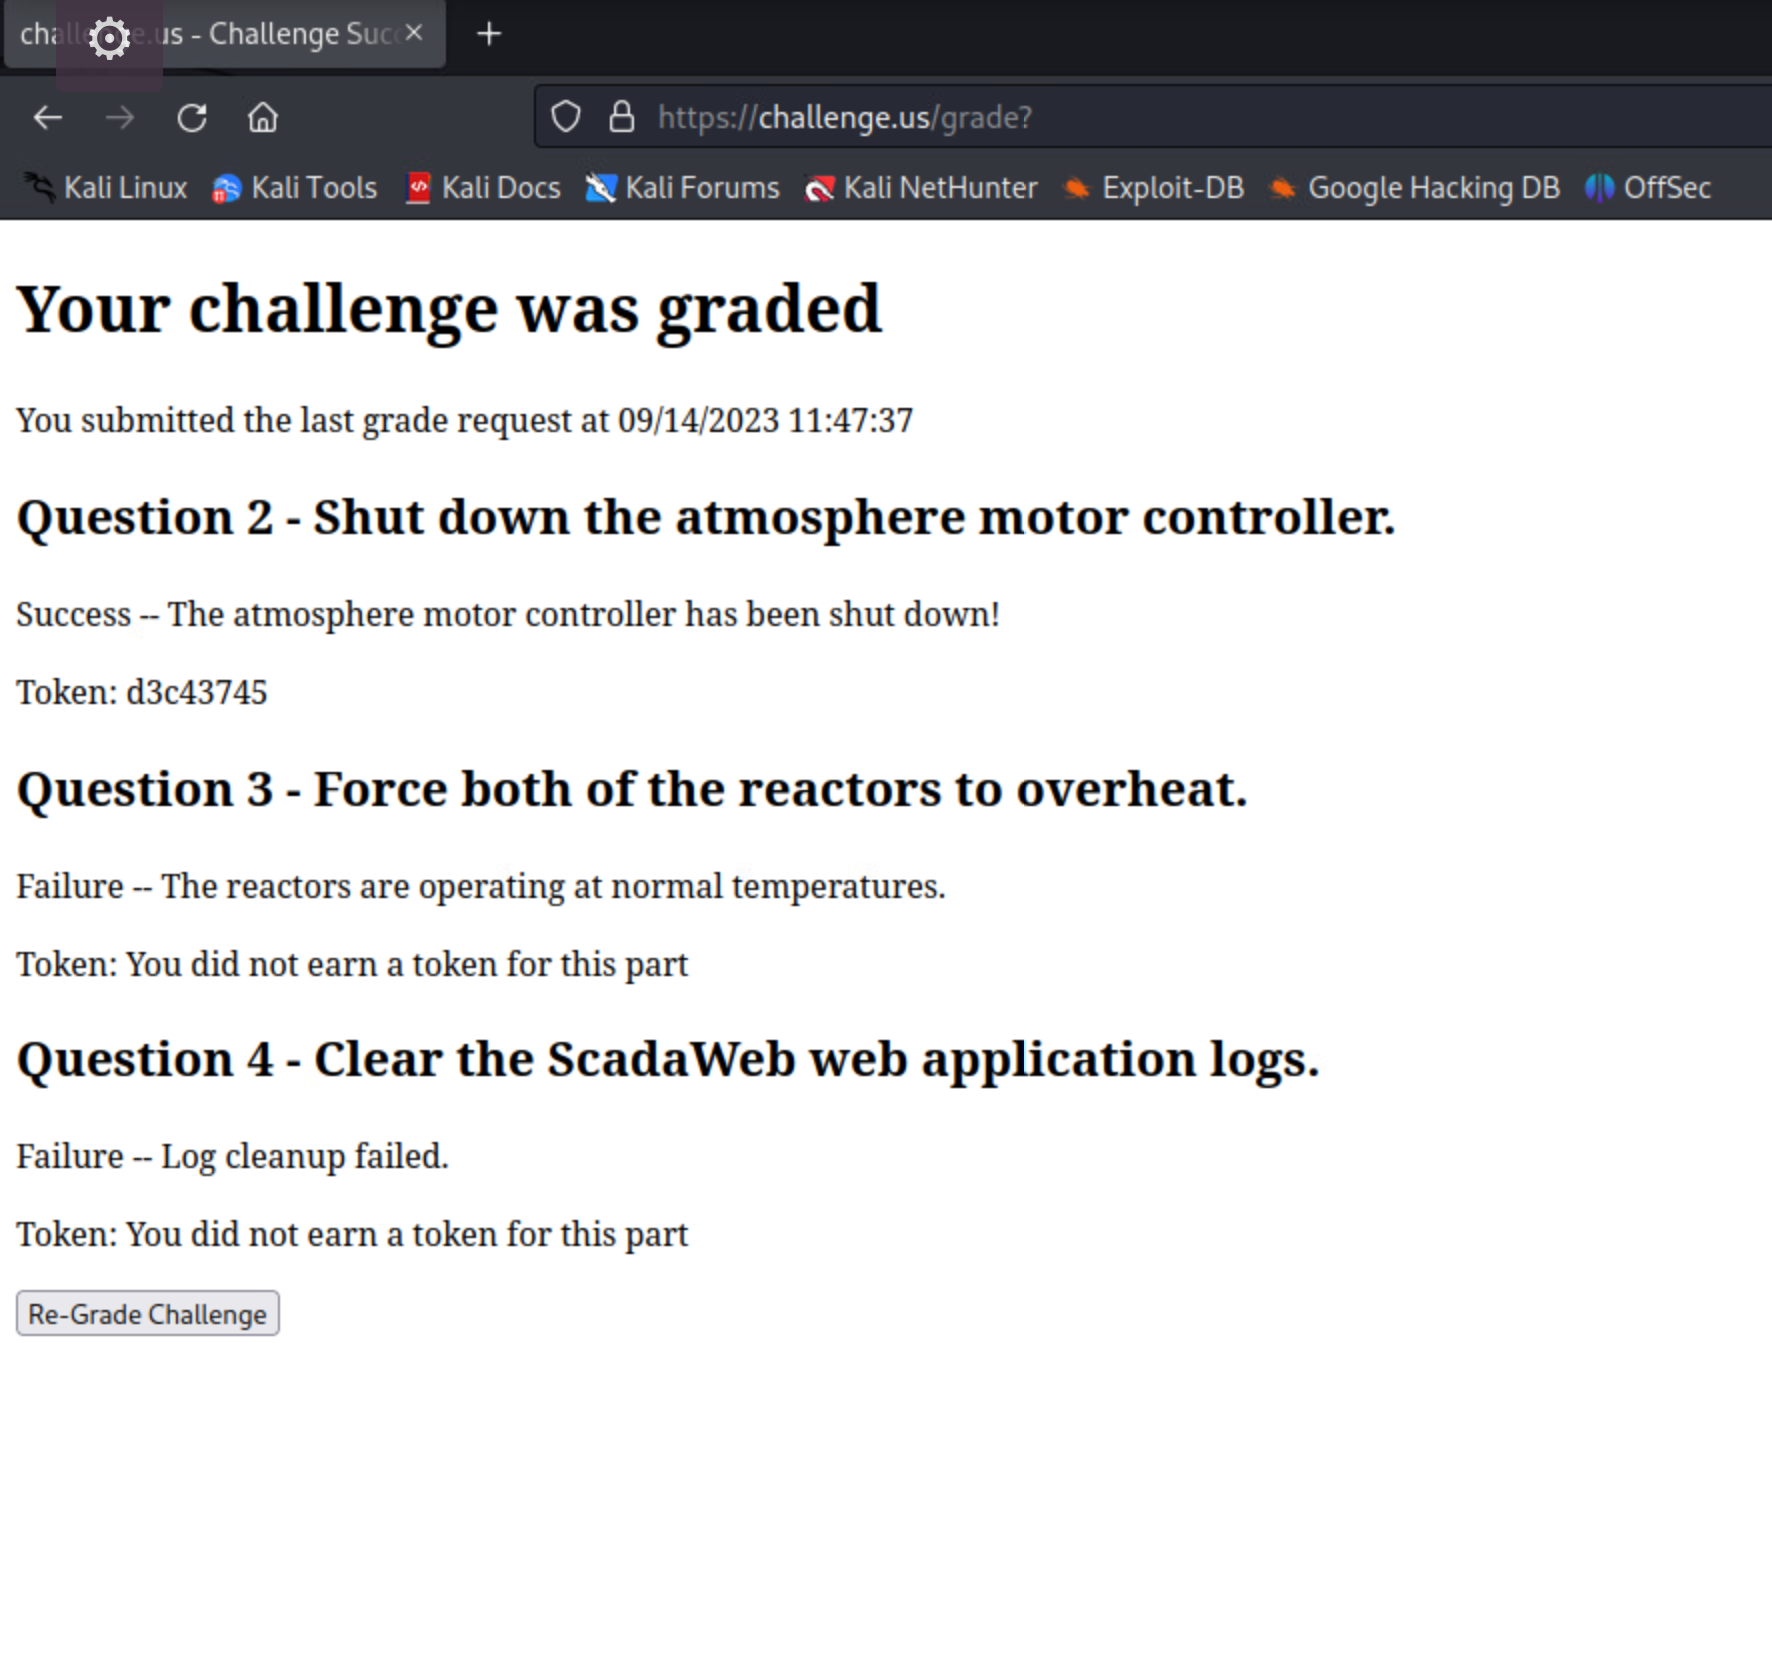 challenge.us - Challenge Suc
https://challenge.us/grade?
Kali Linux Kali Tools Kali Docs Kali Forums Kali NetHunter Exploit-DB Google Hacking DB OffSec
Your challenge was graded
You submitted the last grade request at 09/14/2023 11:47:37
Question 2 - Shut down the atmosphere motor controller.
Success -- The atmosphere motor controller has been shut down!
Token: d3c43745
Question 3 - Force both of the reactors to overheat.
Failure -- The reactors are operating at normal temperatures.
Token: You did not earn a token for this part
Question 4 - Clear the ScadaWeb web application logs.
Failure -- Log cleanup failed.
Token: You did not earn a token for this part
Re-Grade Challenge